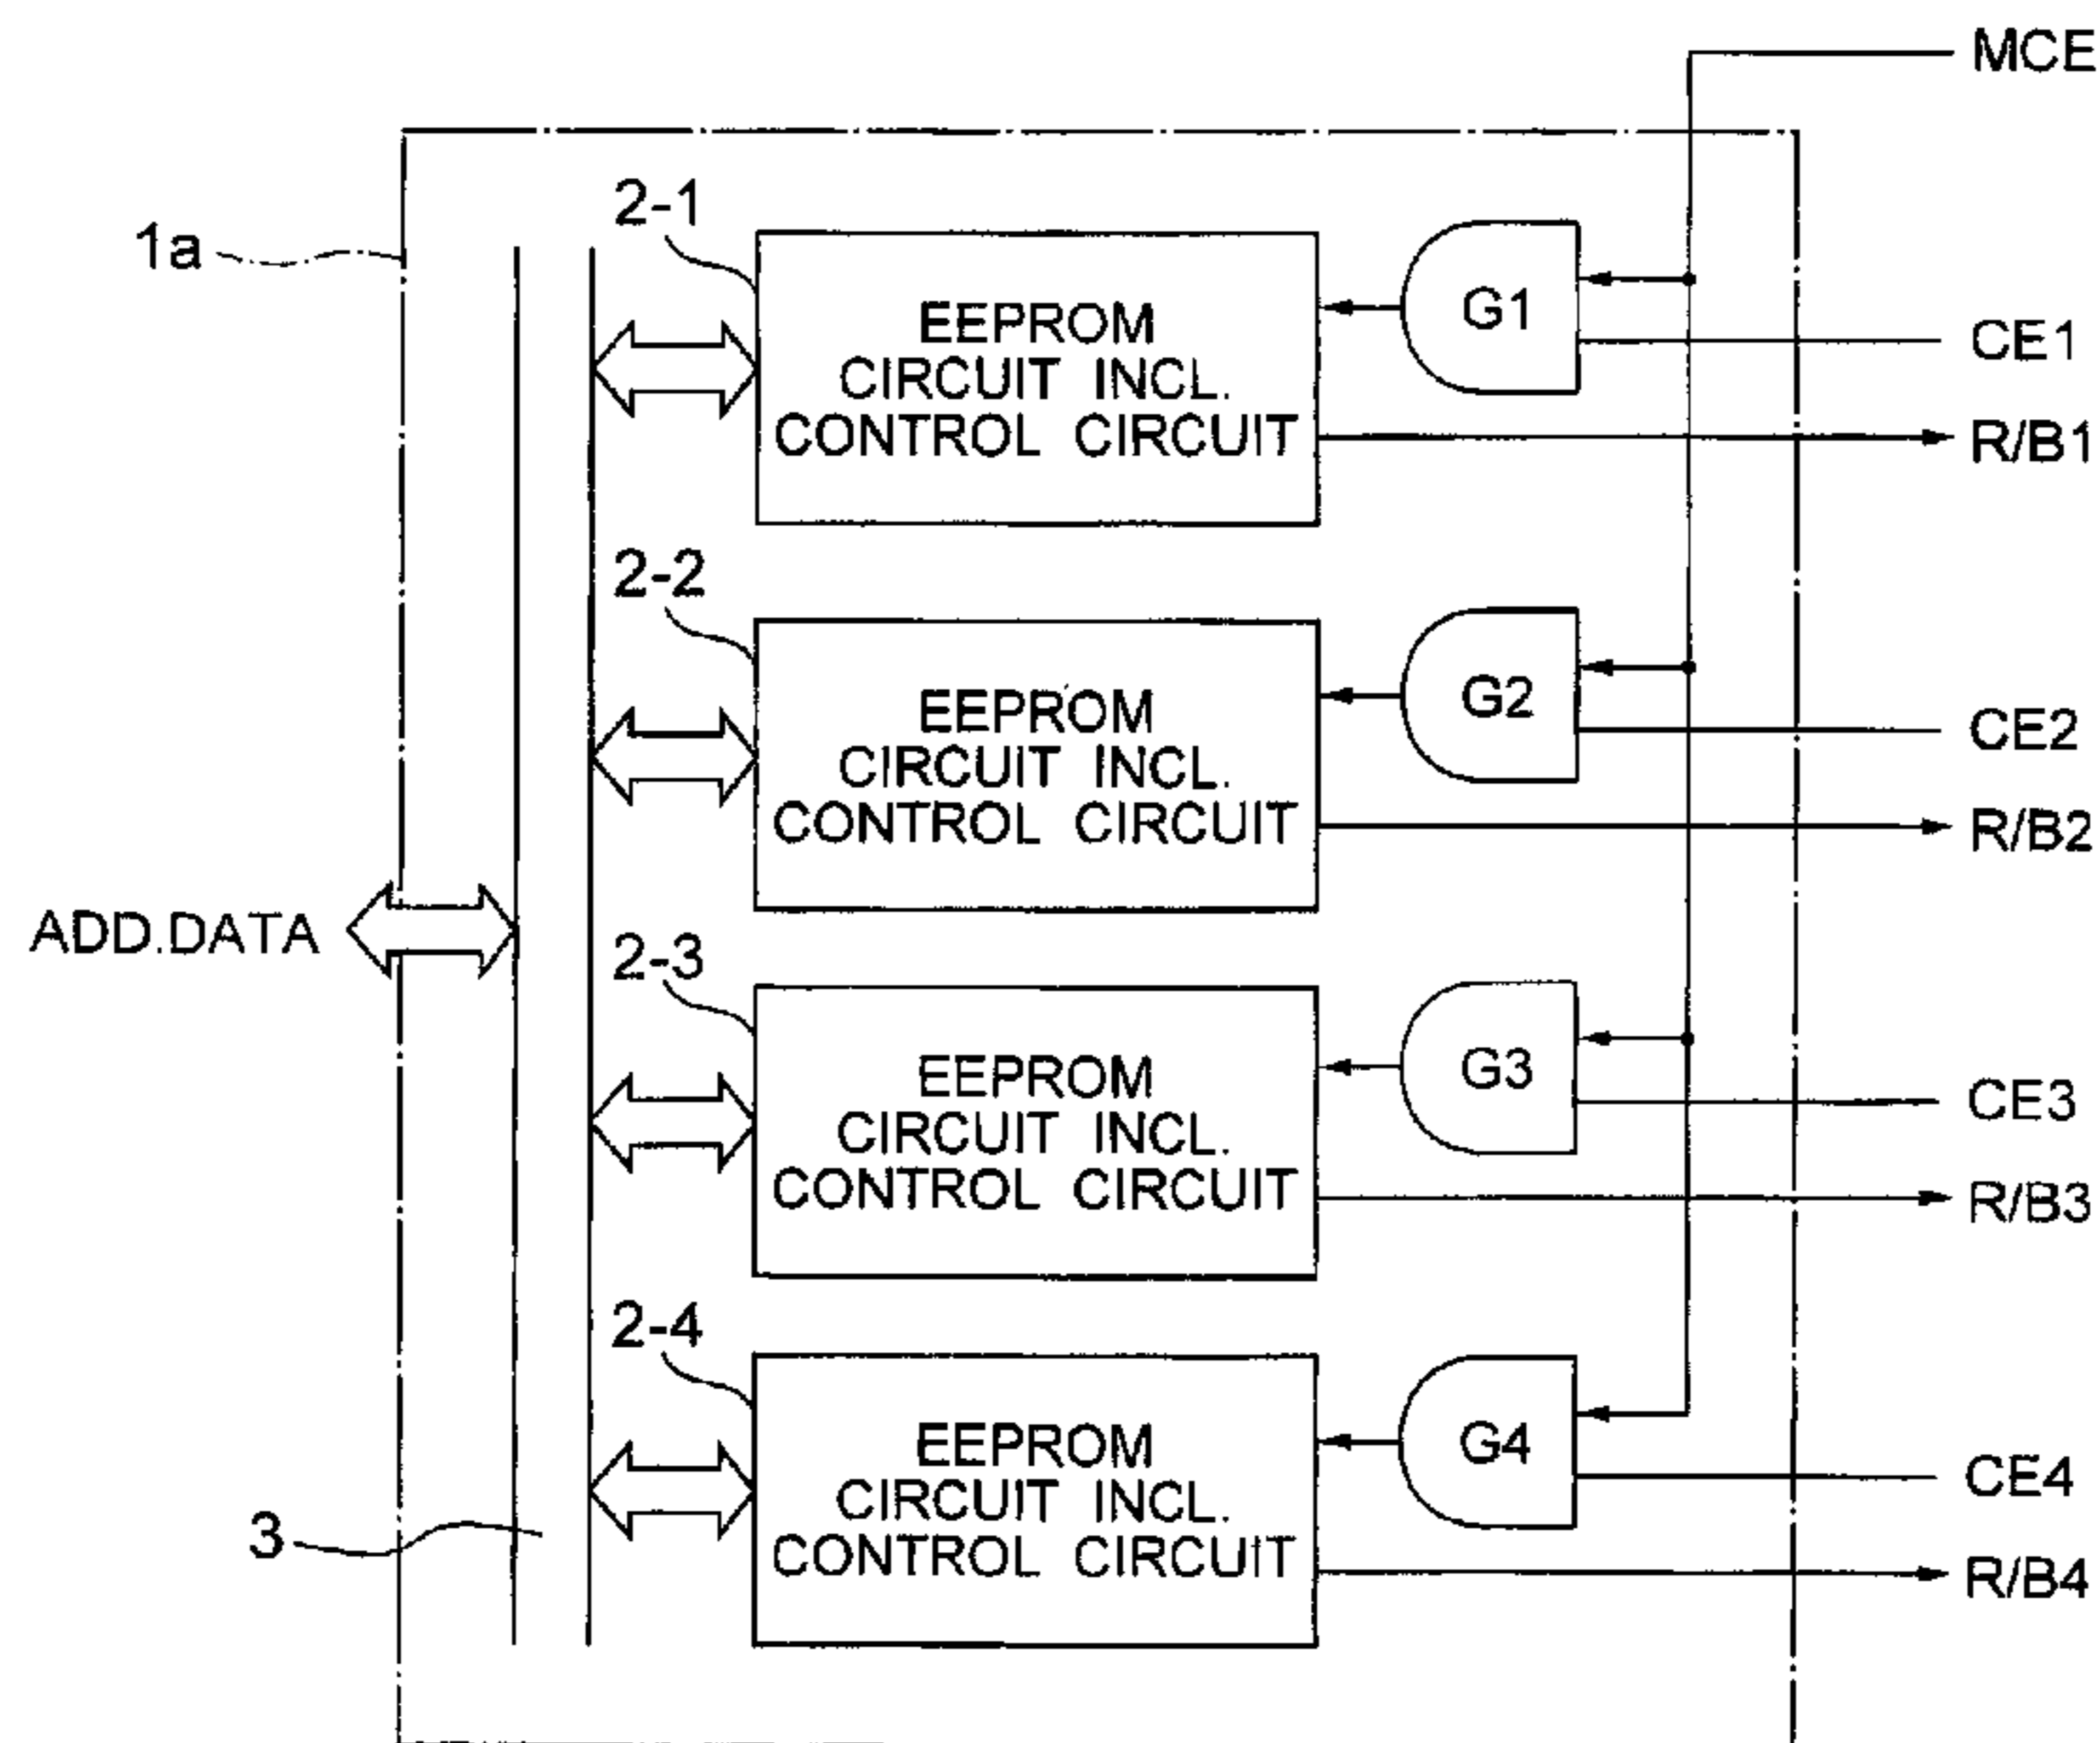 MCE
1a
2-1
EEPROM
CIRCUIT INCL.
CONTROL CIRCUIT
G1
CE1
R/B1
2-2
EEPROM
CIRCUIT INCL.
CONTROL CIRCUIT
G2
CE2
R/B2
ADD.DATA
2-3
EEPROM
CIRCUIT INCL.
CONTROL CIRCUIT
G3
CE3
R/B3
2-4
EEPROM
CIRCUIT INCL.
CONTROL CIRCUIT
G4
CE4
R/B4
3